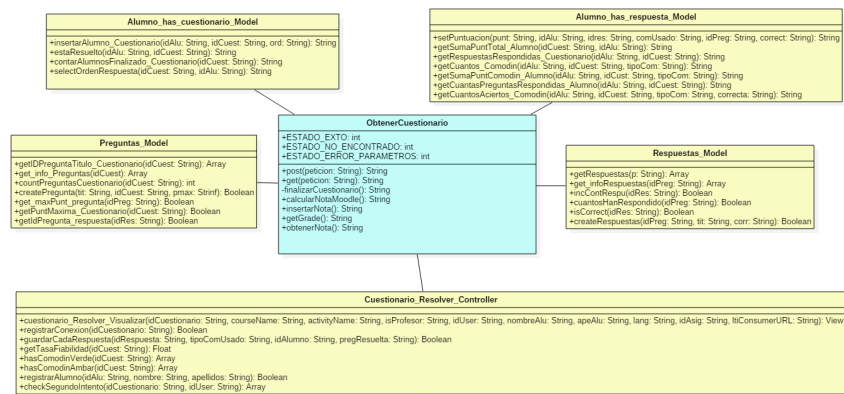 Alumno_has_cuestionario_Model
+insertarAlumno_Cuestionario(idAlu: String, idCuest: String, ord: String): String
+estaResuelto(idAlu: String, idCuest: String): String
+contarAlumnosFinalizado_Cuestionario(idCuest: String): String
+selectOrdenRespuesta(idCuest: String, idAlu: String): String
Alumno_has_respuesta_Model
+setPuntuacion(punt: String, idAlu: String, idres: String, comUsado: String, idPreg: String, correct: String): String
+getSumaPuntTotal_Alumno(idCuest: String, idAlu: String): String
+getRespuestasRespondidas_Cuestionario(idAlu: String, idCuest: String): String
+getCuantos_Comodin(idAlu: String, idCuest: String, tipoCom: String): String
+getSumaPuntComodin_Alumno(idAlu: String, idCust: String, tipoCom: String): String
+getCuantasPreguntasRespondidas_Alumno(idAlu: String, idCuest: String): String
+getCuantosAciertos_Comodin(idAlu: String, idCuest: String, tipoCom: String, correcta: String): String
ObtenerCuestionario
+ESTADO_EXTO: int
+ESTADO_NO_ENCONTRADO: int
+ESTADO_ERROR_PARAMETROS: int
+post(peticion: String): String
+get(peticion: String): String
-finalizarCuestionario(): String
+calcularNotaMoodle(): String
+insertarNota(): String
+getGrade(): String
+obtenerNota(): String
Preguntas_Model
+getIDPreguntaTitulo_Cuestionario(idCuest: String): Array
+get_info_Preguntas(idCuest): Array
+countPreguntasCuestionario(idCuest: String): int
+createPregunta(tit: String, idCuest: String, pmax: Strinf): Boolean
+get_maxPunt_pregunta(idPreg: String): Boolean
+getPuntMaxima_Cuestionario(idCuest: String): Boolean
+getIdPregunta_respuesta(idRes: String): Boolean
Respuestas_Model
+getRespuestas(p: String): Array
+get_infoRespuestas(idPreg: String): Array
+incContRespu(idRes: String): Boolean
+cuantosHanRespondido(idPreg: String): Boolean
+isCorrect(idRes: String): Boolean
+createRespuestas(idPreg: String, tit: String, corr: String): Boolean
Cuestionario_Resolver_Controller
+cuestionario_Resolver_Visualizar(idCuestionario: String, courseName: String, activityName: String, isProfesor: String, idUser: String, nombreAlu: String, apeAlu: String, lang: String, idAsig: String, ltiConsumerURL: String): View
+registrarConexion(idCuestionario: String): Boolean
+guardarCadaRespuesta(idRespuesta: String, tipoComUsado: String, idAlumno: String, pregResuelta: String): Boolean
+getTasaFiabilidad(idCuest: String): Float
+hasComodinVerde(idCuest: String): Array
+hasComodinAmbar(idCuest: String): Array
+registrarAlumno(idAlu: String, nombre: String, apellidos: String): Boolean
+checkSegundoIntento(idCuestionario: String, idUser: String): Array